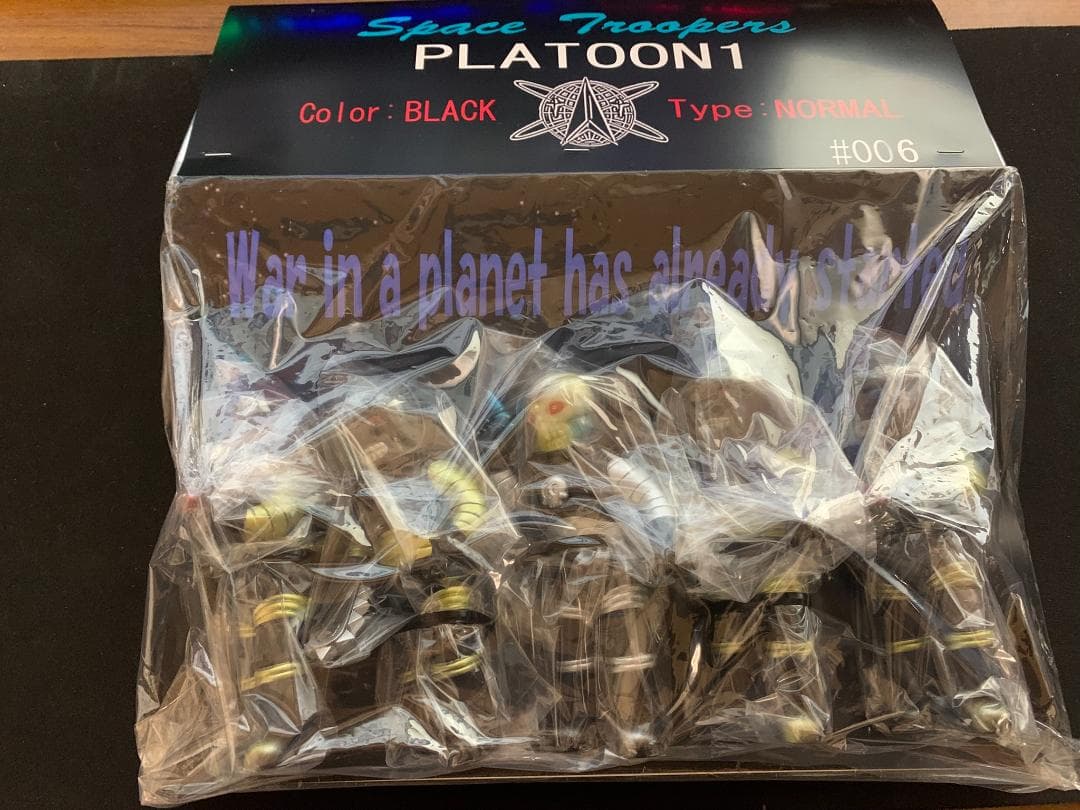 Space Troopers
PLATOON1
Color:BLACK Type:NORMAL
#006
War in a planet has already started